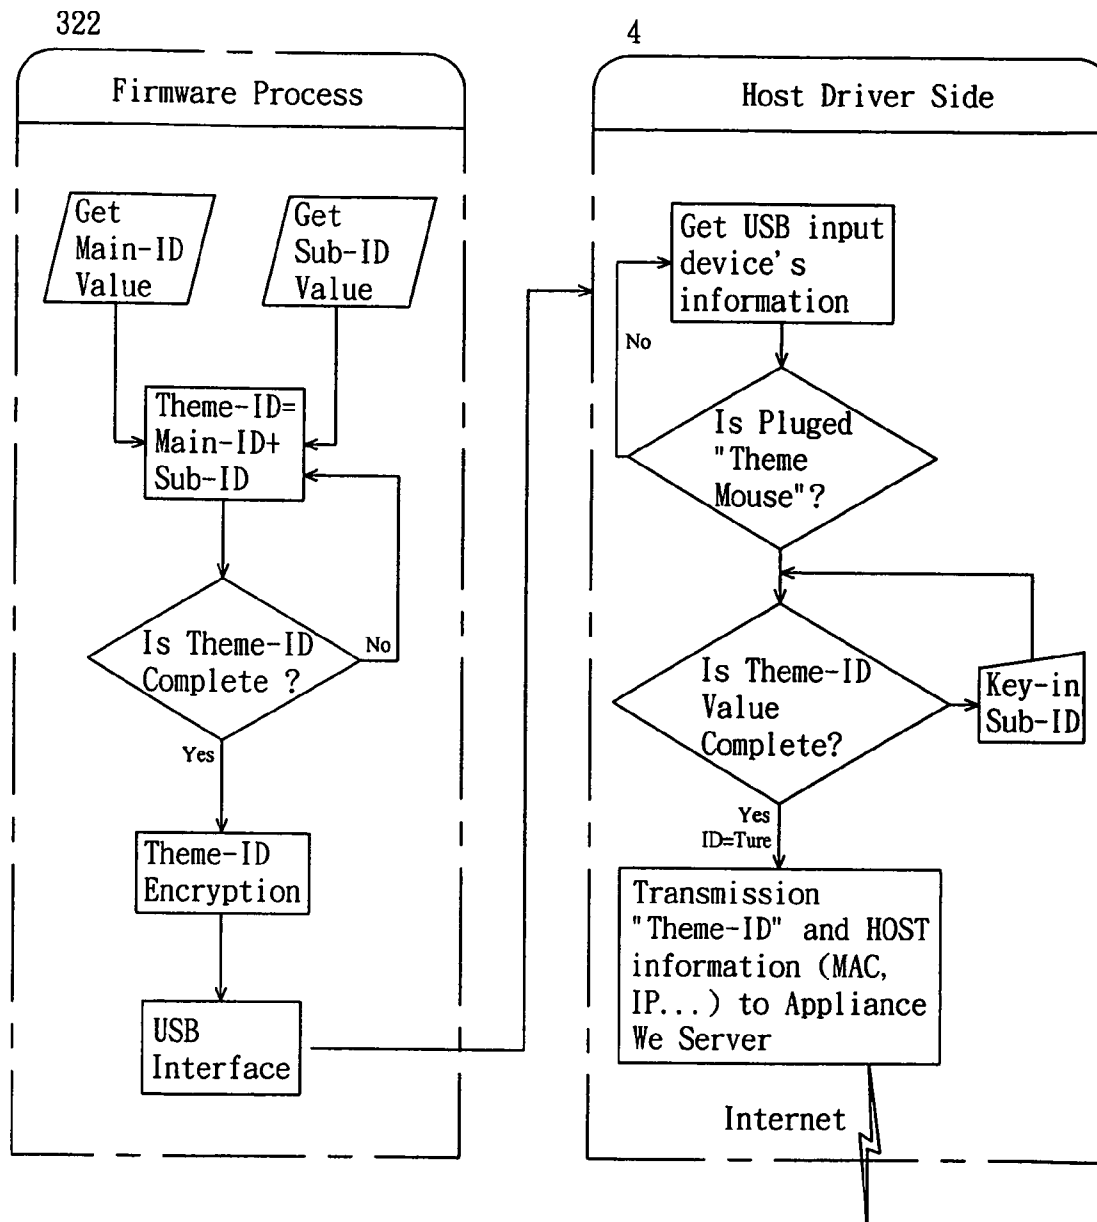 322
Firmware Process
Get
Main-ID
Value
Get
Sub-ID
Value
Theme-ID=
Main-ID+
Sub-ID
Is Theme-ID
Complete ?
No
Yes
Theme-ID
Encryption
USB
Interface
4
Host Driver Side
Get USB input
device's
information
No
Is Pluged
"Theme
Mouse"?
Is Theme-ID
Value
Complete?
Key-in
Sub-ID
Yes
ID=Ture
Transmission
"Theme-ID" and HOST
information (MAC,
IP...) to Appliance
We Server
Internet